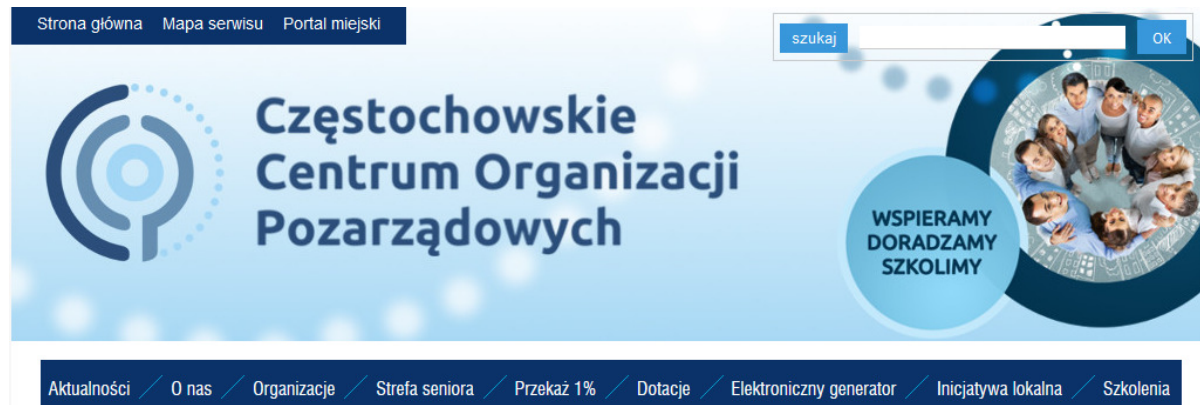 Strona główna Mapa serwisu Portal miejski
szukaj OK
Częstochowskie
Centrum Organizacji
Pozarządowych
WSPIERAMY
DORADZAMY
SZKOLIMY
Aktualności / O nas / Organizacje / Strefa seniora / Przekaż 1% / Dotacje / Elektroniczny generator / Inicjatywa lokalna / Szkolenia